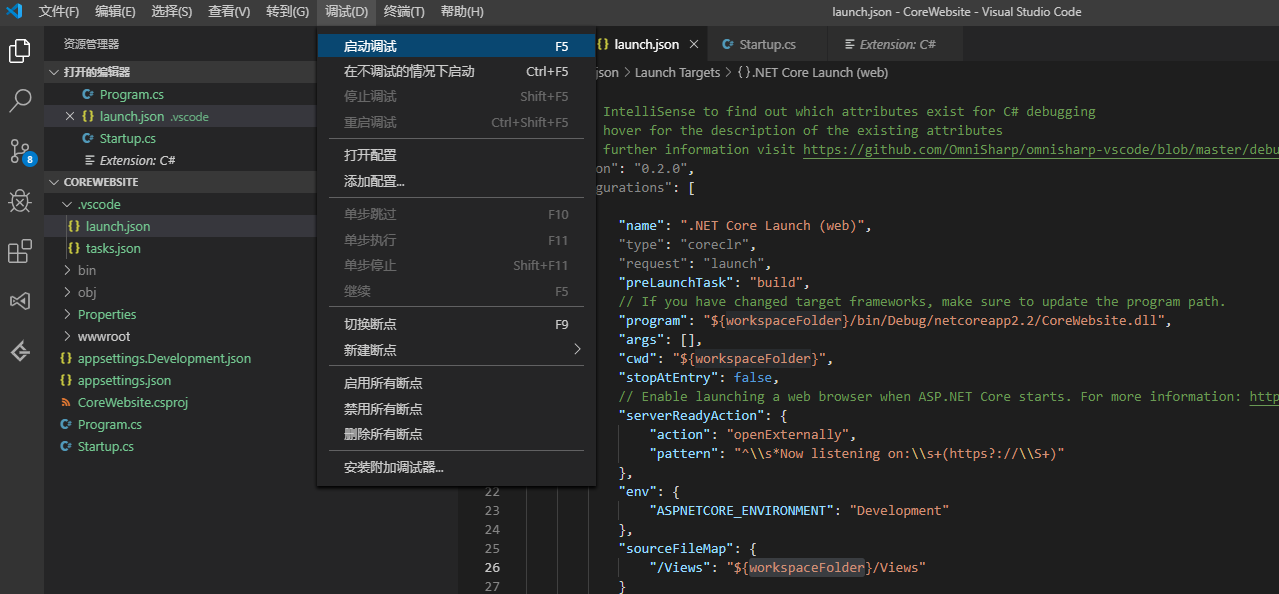 文件(F) 编辑(E) 选择(S) 查看(V) 转到(G) 调试(D) 终端(T) 帮助(H) launch.json - CoreWebsite - Visual Studio Code
资源管理器
打开的编辑器
Program.cs
launch.json .vscode
Startup.cs
Extension: C#
8
COREWEBSITE
.vscode
launch.json
tasks.json
bin
obj
Properties
wwwroot
appsettings.Development.json
appsettings.json
CoreWebsite.csproj
Program.cs
Startup.cs
启动调试 F5
在不调试的情况下启动 Ctrl+F5
停止调试 Shift+F5
重启调试 Ctrl+Shift+F5
打开配置
添加配置...
单步跳过 F10
单步执行 F11
单步停止 Shift+F11
继续 F5
切换断点 F9
新建断点
启用所有断点
禁用所有断点
删除所有断点
安装附加调试器...
launch.json Startup.cs Extension: C#
json > Launch Targets > {} .NET Core Launch (web)
IntelliSense to find out which attributes exist for C# debugging
hover for the description of the existing attributes
further information visit https://github.com/OmniSharp/omnisharp-vscode/blob/master/debu
on": "0.2.0",
gurations": [
"name": ".NET Core Launch (web)",
"type": "coreclr",
"request": "launch",
"preLaunchTask": "build",
// If you have changed target frameworks, make sure to update the program path.
"program": "${workspaceFolder}/bin/Debug/netcoreapp2.2/CoreWebsite.dll",
"args": [],
"cwd": "${workspaceFolder}",
"stopAtEntry": false,
// Enable launching a web browser when ASP.NET Core starts. For more information: http
"serverReadyAction": {
"action": "openExternally",
"pattern": "^\\s*Now listening on:\\s+(https?://\\S+)"
},
22 "env": {
23 "ASPNETCORE_ENVIRONMENT": "Development"
24 },
25 "sourceFileMap": {
26 "/Views": "${workspaceFolder}/Views"
27 }